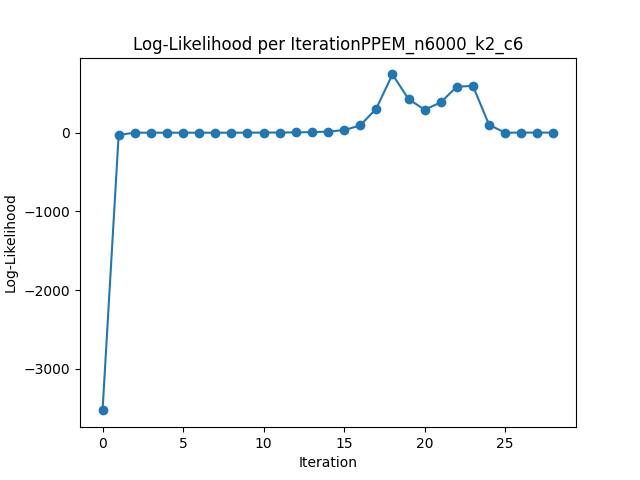 Log-Likelihood per IterationPPEM_n6000_k2_c6
0
−1000
−2000
−3000
Log-Likelihood
0 5 10 15 20 25
Iteration